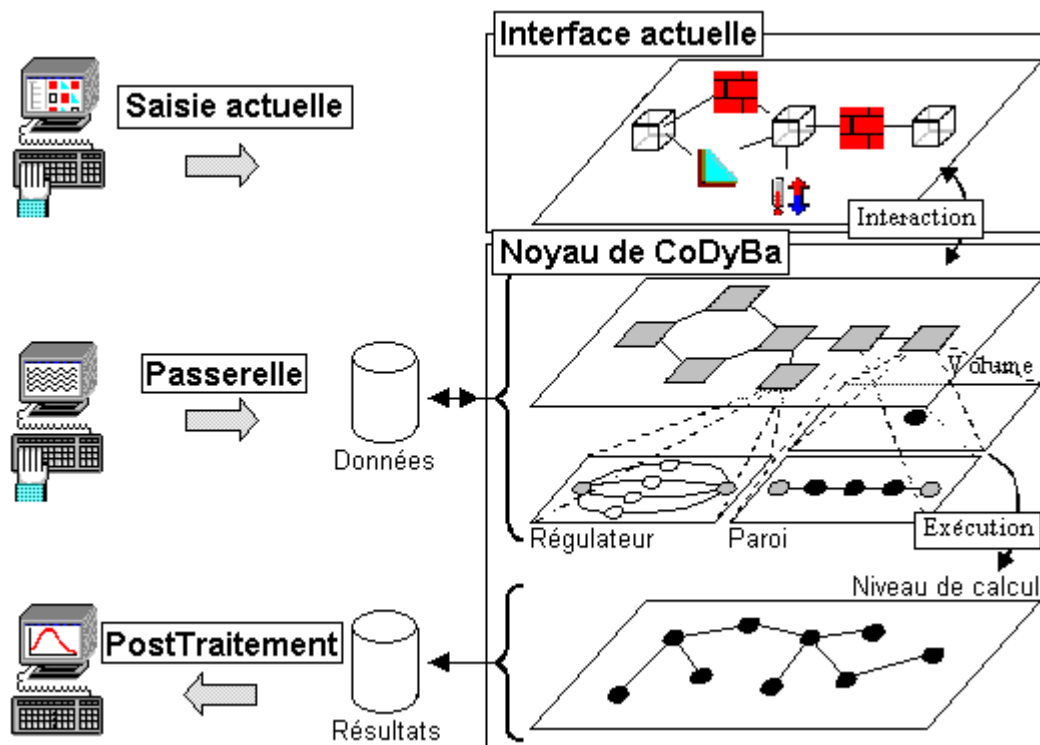 Interface actuelle
Saisie actuelle
Interaction
Noyau de CoDyBa
Volume
Passerelle
Données
Régulateur
Paroi
Exécution
Niveau de calcul
PostTraitement
Résultats